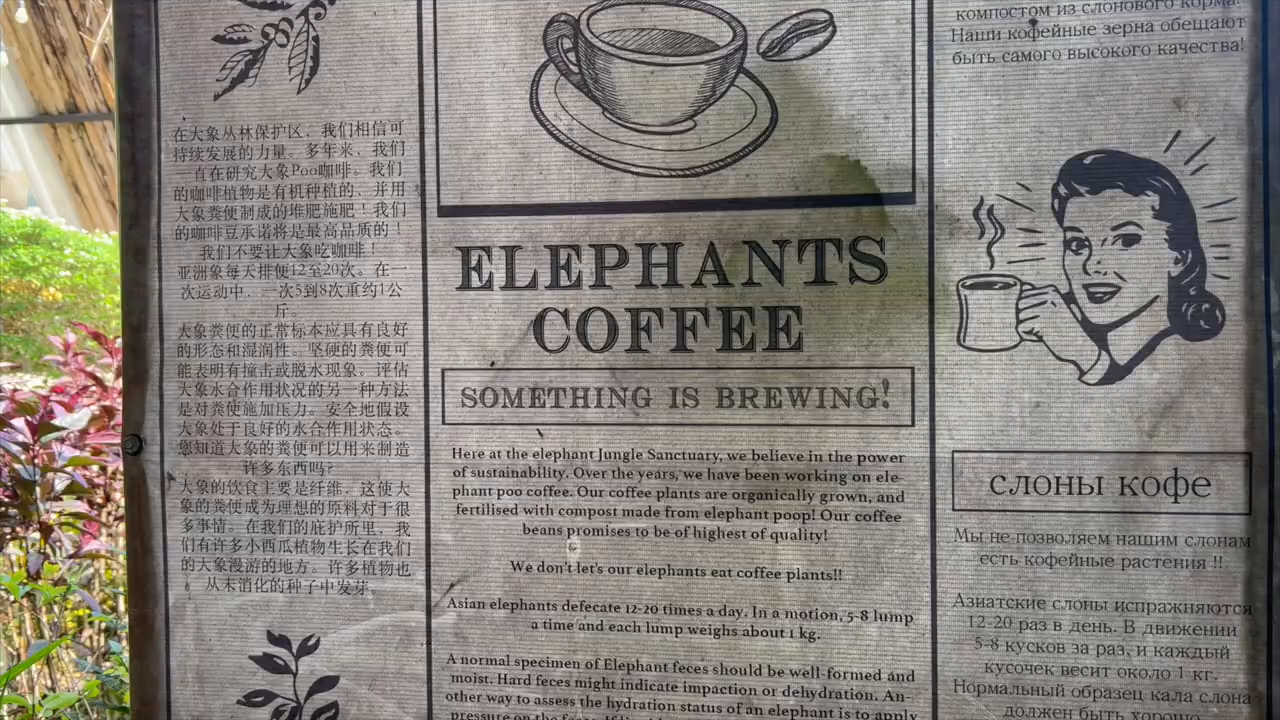 在大象丛林保护区，我们相信可
持续发展的力量。多年来，我们
一直在研究大象Poo咖啡。我们
的咖啡植物是有机种植的，并用
大象粪便制成的堆肥施肥！我们
的咖啡豆承诺将是最高品质的！
我们不要让大象吃咖啡！
亚洲象每天排便12至20次。在一
次运动中，一次5到8次重约1公
斤。
大象粪便的正常标本应具有良好
的形态和湿润性。坚硬的粪便可
能表明有撞击或脱水现象。评估
大象水合作用状况的另一种方法
是对粪便施加压力。安全地假设
大象处于良好的水合作用状态。
您知道大象的粪便可以用来制造
许多东西吗？
大象的饮食主要是纤维，这使大
象的粪便成为理想的原料对于很
多事情。在我们的庇护所里，我
们有许多小西瓜植物生长在我们
的大象漫游的地方。许多植物也
从未消化的种子中发芽。
ELEPHANTS
COFFEE
SOMETHING IS BREWING!
Here at the elephant Jungle Sanctuary, we believe in the power
of sustainability. Over the years, we have been working on ele-
phant poo coffee. Our coffee plants are organically grown, and
fertilised with compost made from elephant poop! Our coffee
beans promises to be of highest of quality!
We don't let's our elephants eat coffee plants!!
Asian elephants defecate 12-20 times a day. In a motion, 5-8 lump
a time and each lump weighs about 1 kg.
A normal specimen of Elephant feces should be well-formed and
moist. Hard feces might indicate impaction or dehydration. An-
other way to assess the hydration status of an elephant is to apply
pressure on the feces.
компостом из слонового корма.
Наши кофейные зерна обещают
быть самого высокого качества!
слоны кофе
Мы не позволяем нашим слонам
есть кофейные растения !!
Азиатские слоны испражняются
12-20 раз в день. В движении
5-8 кусков за раз, и каждый
кусочек весит около 1 кг.
Нормальный образец кала слона
должен быть хорошо